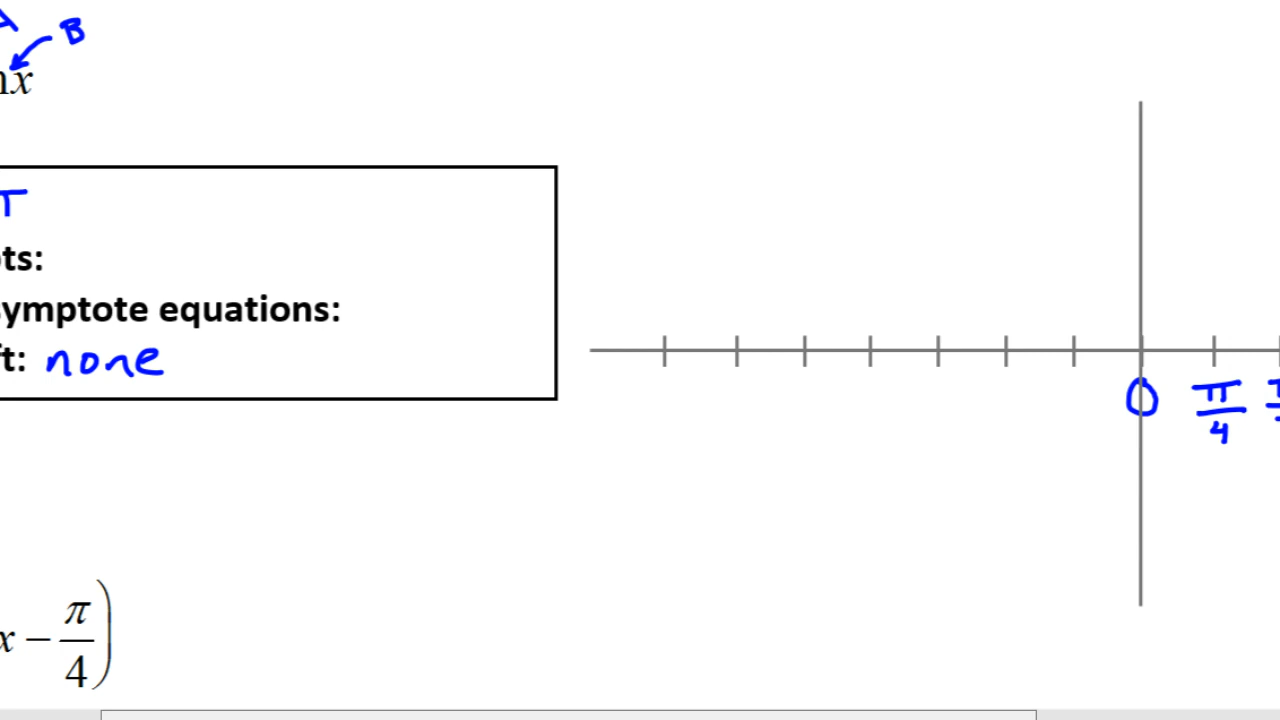 B
x
π
pts:
symptote equations:
ft: none
0 π/4
x - π/4)